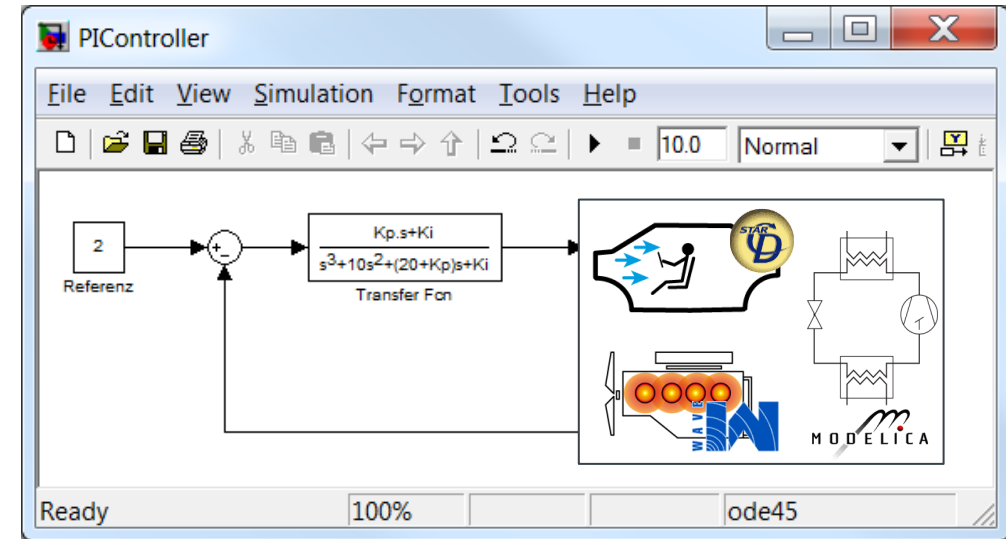 PIController
File Edit View Simulation Format Tools Help
10.0 Normal
2
Referenz
+
-
Kp.s+Ki
s³+10s²+(20+Kp)s+Ki
Transfer Fcn
STAR
CD
WAVE
MODELICA
Ready 100% ode45